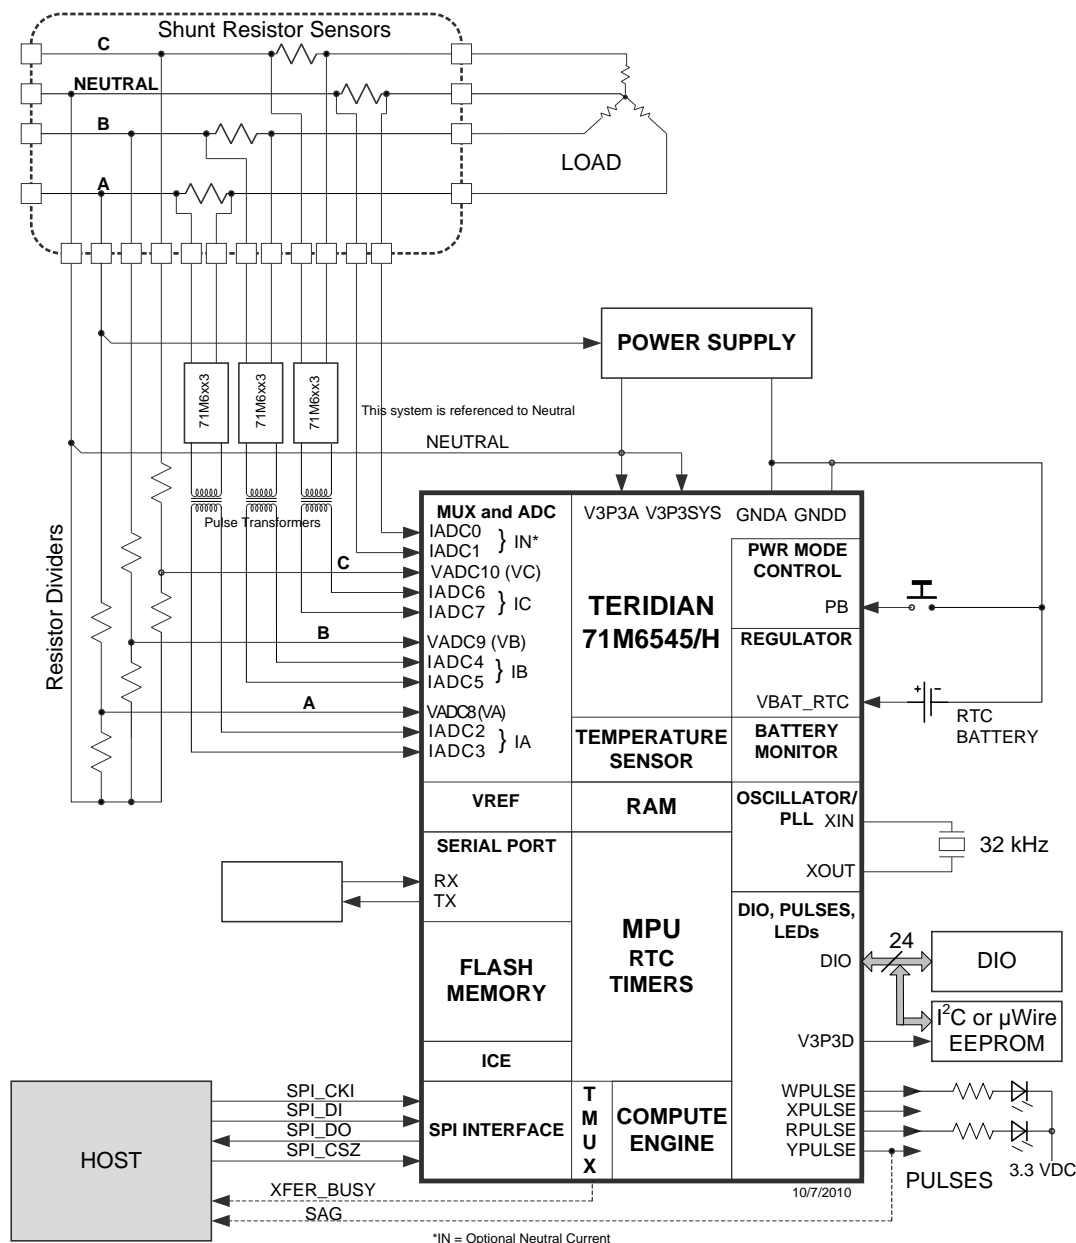 Shunt Resistor Sensors
C
NEUTRAL
B
A
LOAD
POWER SUPPLY
71M6xx3
71M6xx3
71M6xx3
This system is referenced to Neutral
NEUTRAL
Pulse Transformers
Resistor Dividers
MUX and ADC
IADC0
IADC1
} IN*
VADC10 (VC)
IADC6
IADC7
} IC
VADC9 (VB)
IADC4
IADC5
} IB
VADC8 (VA)
IADC2
IADC3
} IA
C
B
A
V3P3A V3P3SYS
GNDA GNDD
TERIDIAN
71M6545/H
PWR MODE
CONTROL
PB
REGULATOR
VBAT_RTC
+ −
RTC
BATTERY
TEMPERATURE
SENSOR
BATTERY
MONITOR
VREF
RAM
OSCILLATOR/
PLL
XIN
XOUT
32 kHz
SERIAL PORT
RX
TX
MPU
RTC
TIMERS
DIO, PULSES,
LEDs
DIO
24
DIO
FLASH
MEMORY
I²C or µWire
EEPROM
V3P3D
ICE
HOST
SPI_CKI
SPI_DI
SPI_DO
SPI_CSZ
SPI INTERFACE
T
M
U
X
COMPUTE
ENGINE
WPULSE
XPULSE
RPULSE
YPULSE
PULSES
3.3 VDC
XFER_BUSY
SAG
10/7/2010
*IN = Optional Neutral Current